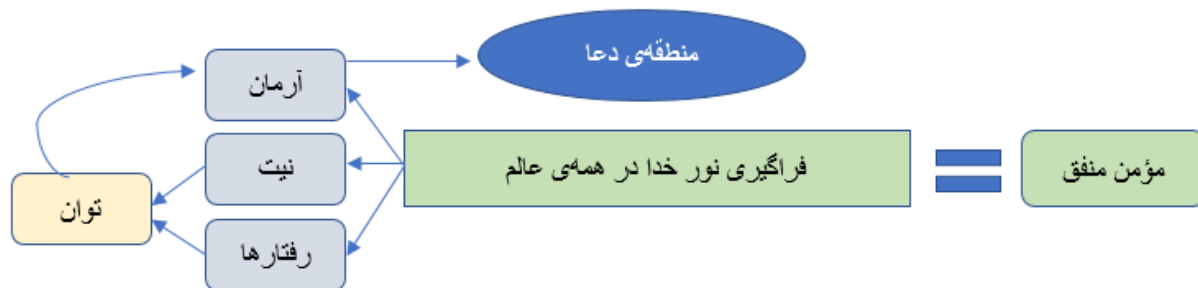 منطقه‌ی دعا
آرمان
مؤمن منفق
فراگیری نور خدا در همه‌ی عالم
نیت
توان
رفتارها